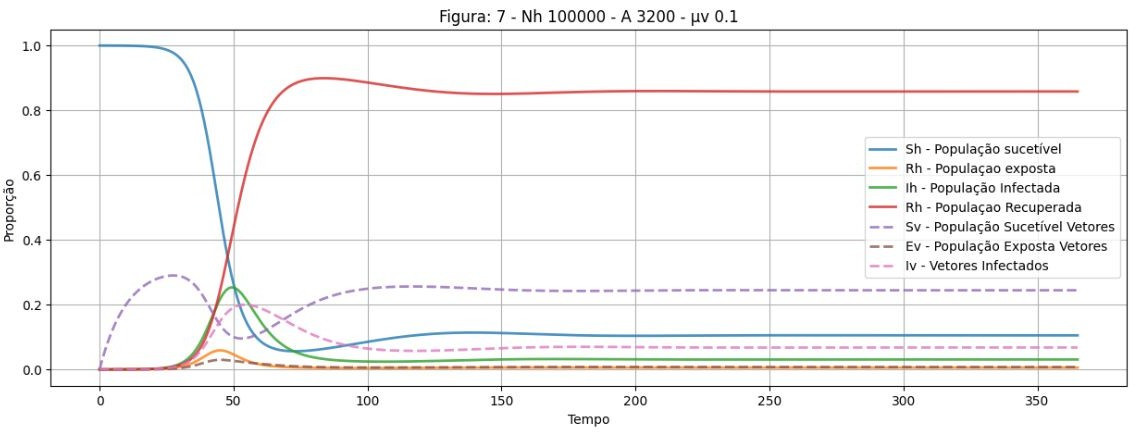 Figura: 7 - Nh 100000 - A 3200 - μv 0.1
1.0
0.8
0.6
0.4
0.2
0.0
Proporção
Sh - População sucetível
Rh - Populaçao exposta
Ih - População Infectada
Rh - Populaçao Recuperada
Sv - População Sucetível Vetores
Ev - População Exposta Vetores
Iv - Vetores Infectados
0 50 100 150 200 250 300 350
Tempo